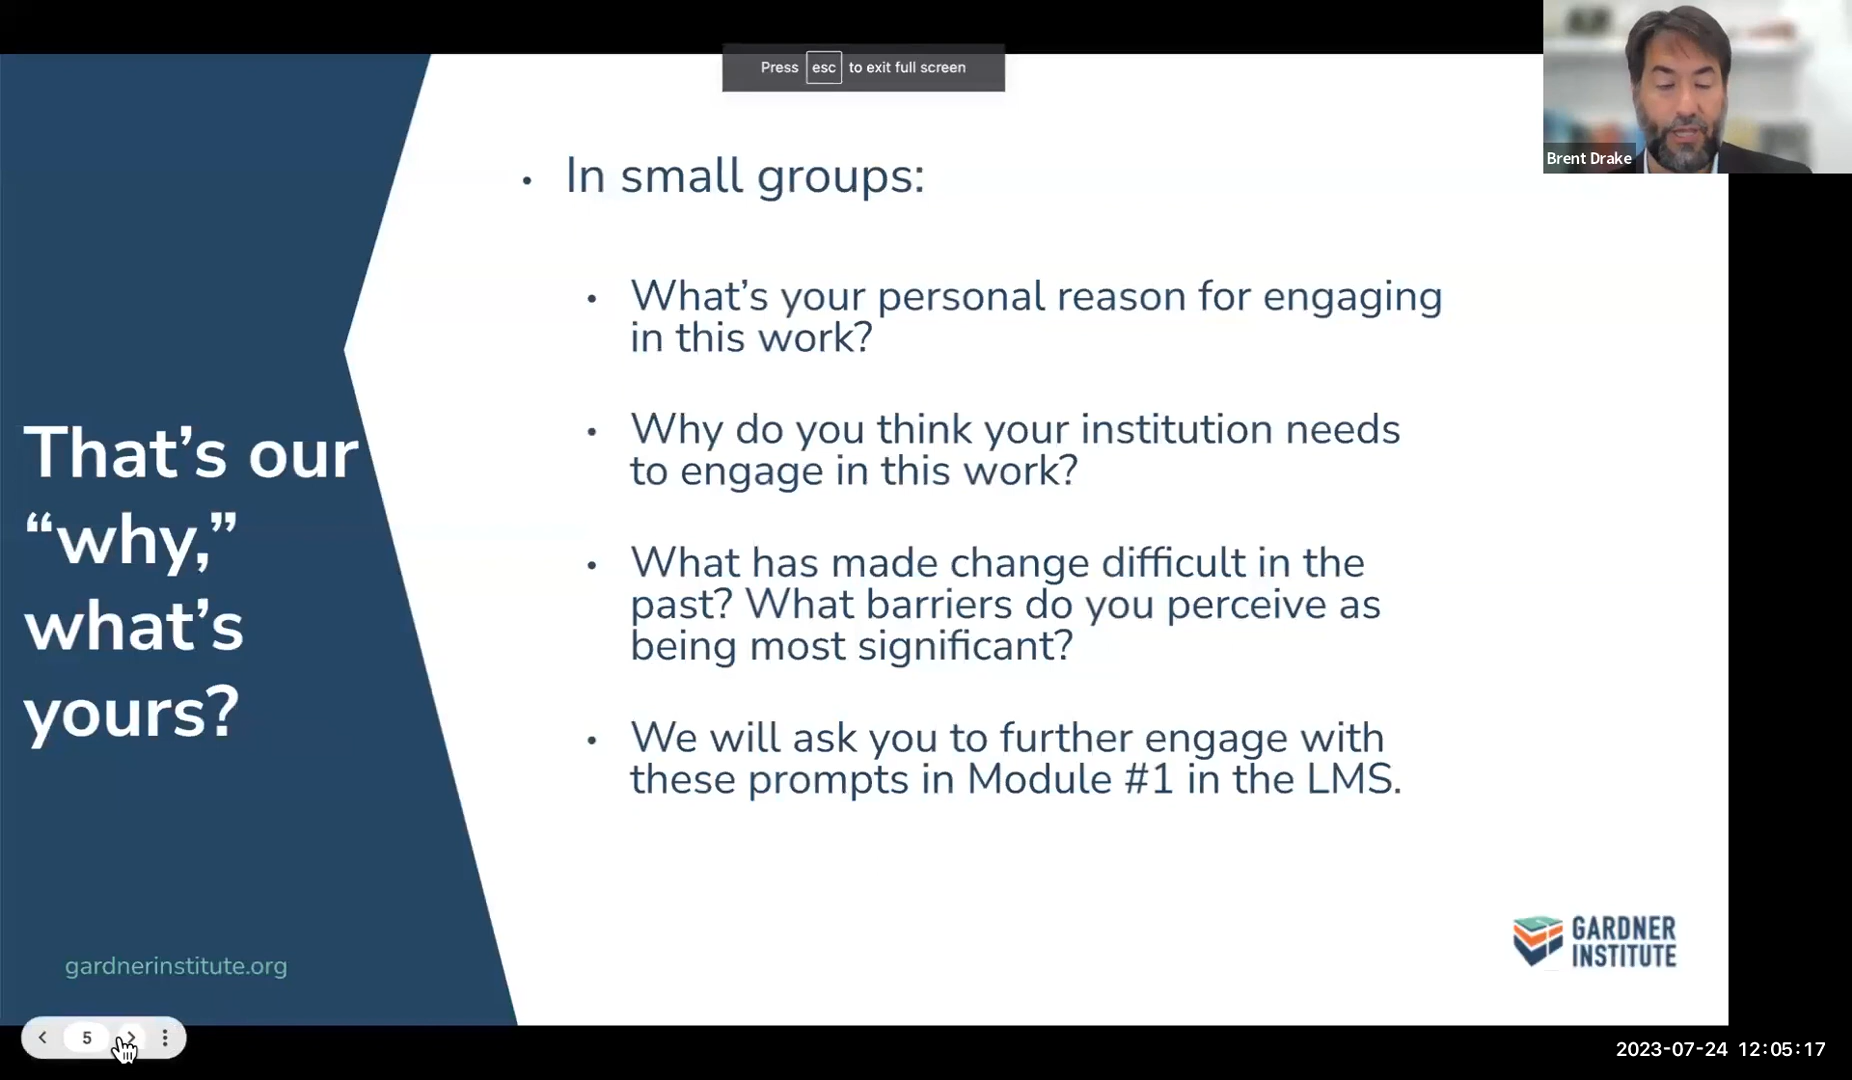 Press esc to exit full screen
Brent Drake
That’s our
“why,”
what’s
yours?
gardnerinstitute.org
• In small groups:
• What’s your personal reason for engaging
in this work?
• Why do you think your institution needs
to engage in this work?
• What has made change difficult in the
past? What barriers do you perceive as
being most significant?
• We will ask you to further engage with
these prompts in Module #1 in the LMS.
GARDNER
INSTITUTE
5
2023-07-24 12:05:17